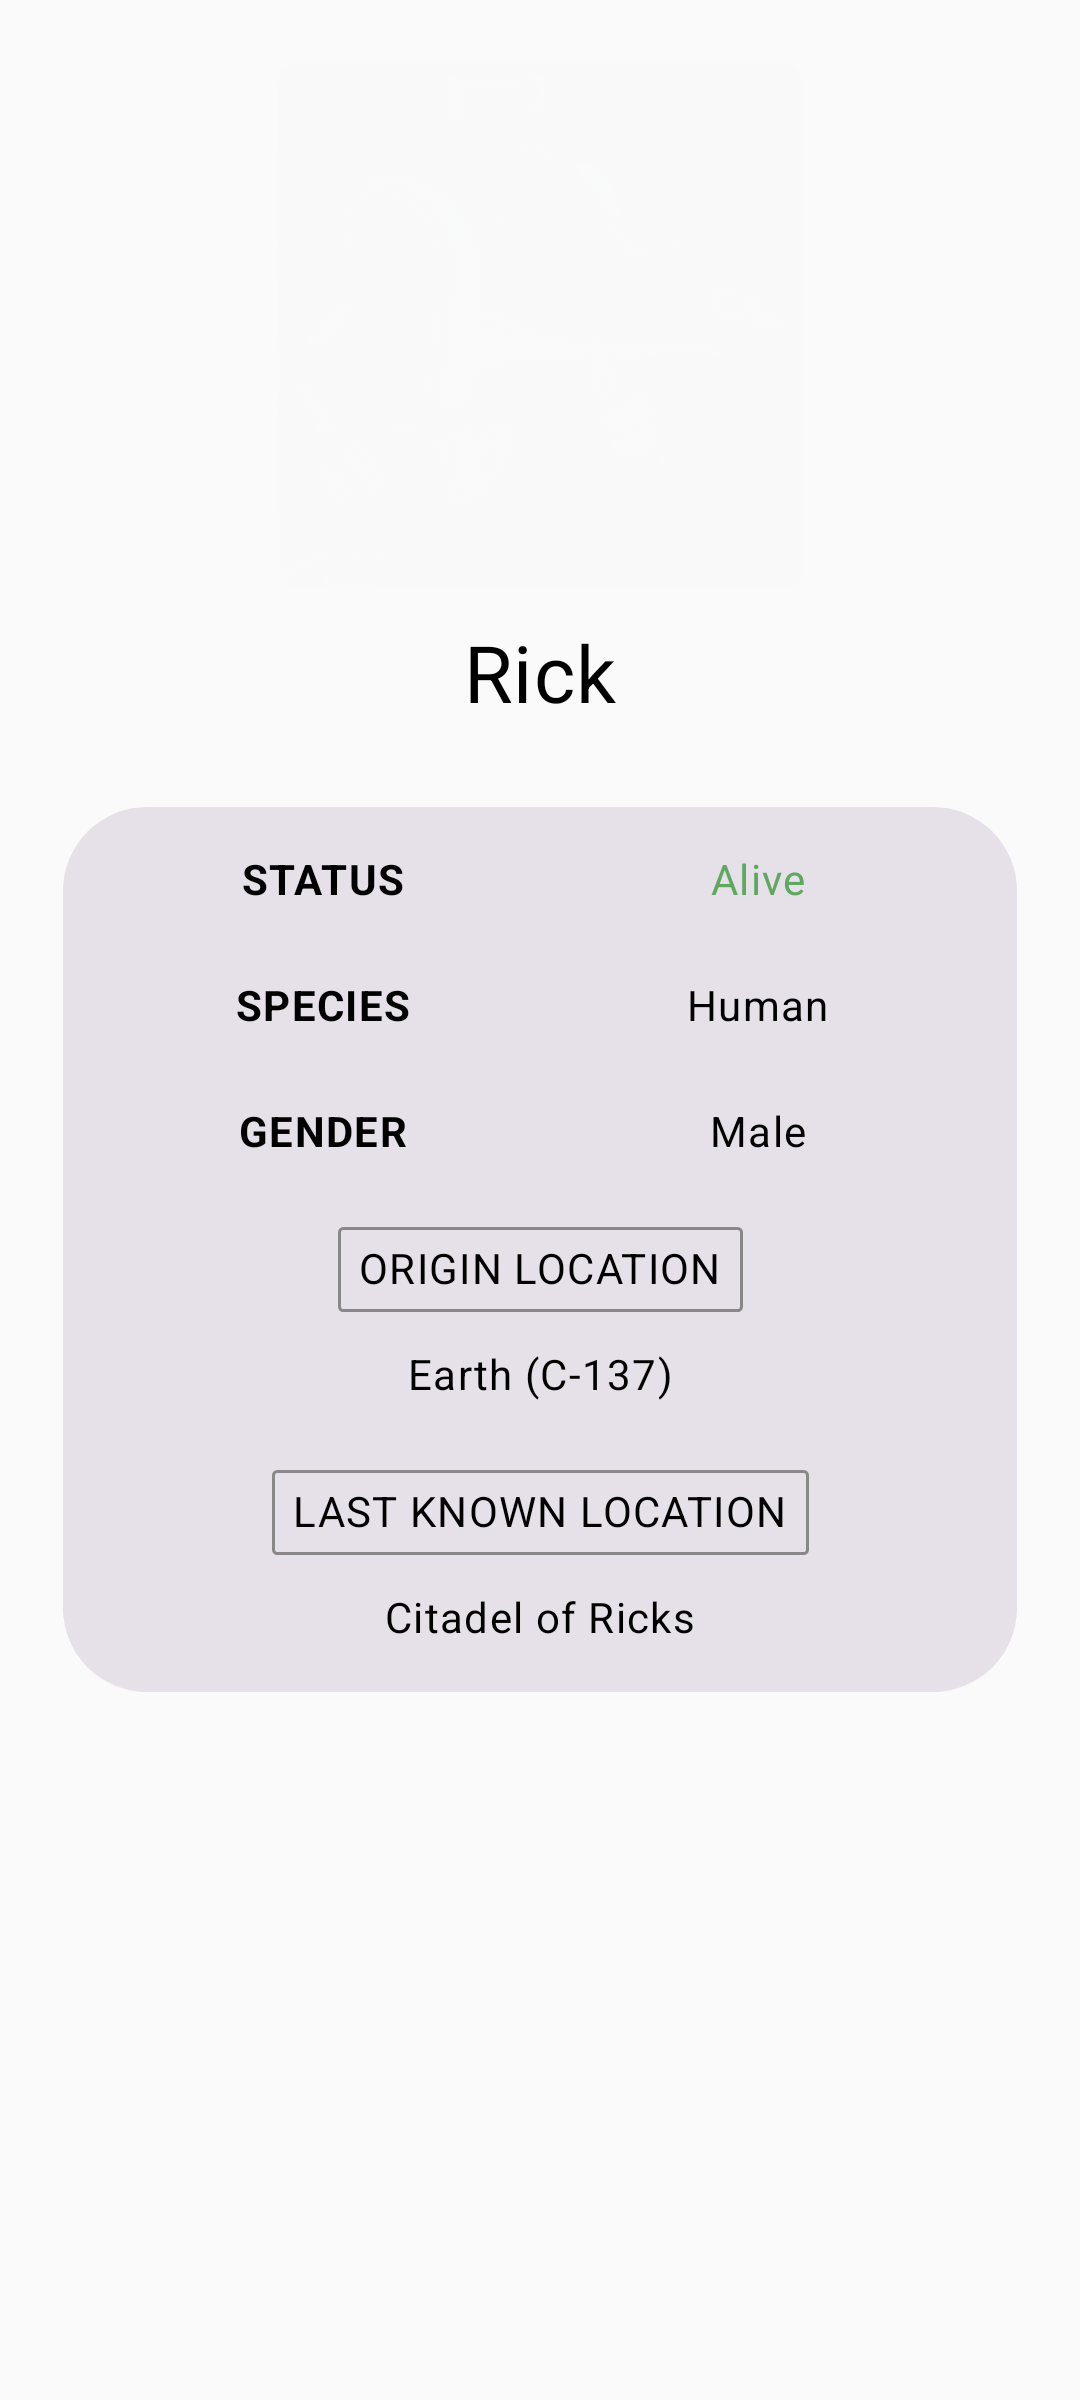 Rick
STATUS Alive
SPECIES Human
GENDER Male
ORIGIN LOCATION
Earth (C-137)
LAST KNOWN LOCATION
Citadel of Ricks